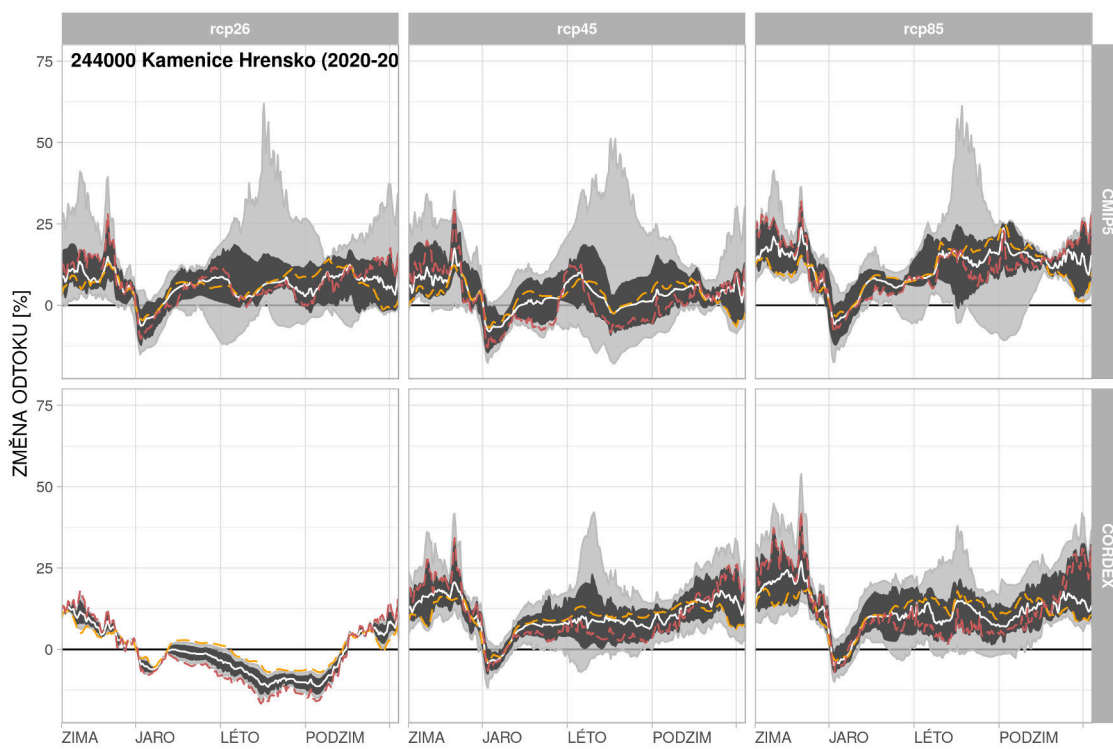 rcp26 rcp45 rcp85
244000 Kamenice Hrensko (2020-20
75
50
25
0
CMIP5
ZMĚNA ODTOKU [%]
75
50
25
0
CORDEX
ZIMA JARO LÉTO PODZIM ZIMA JARO LÉTO PODZIM ZIMA JARO LÉTO PODZIM